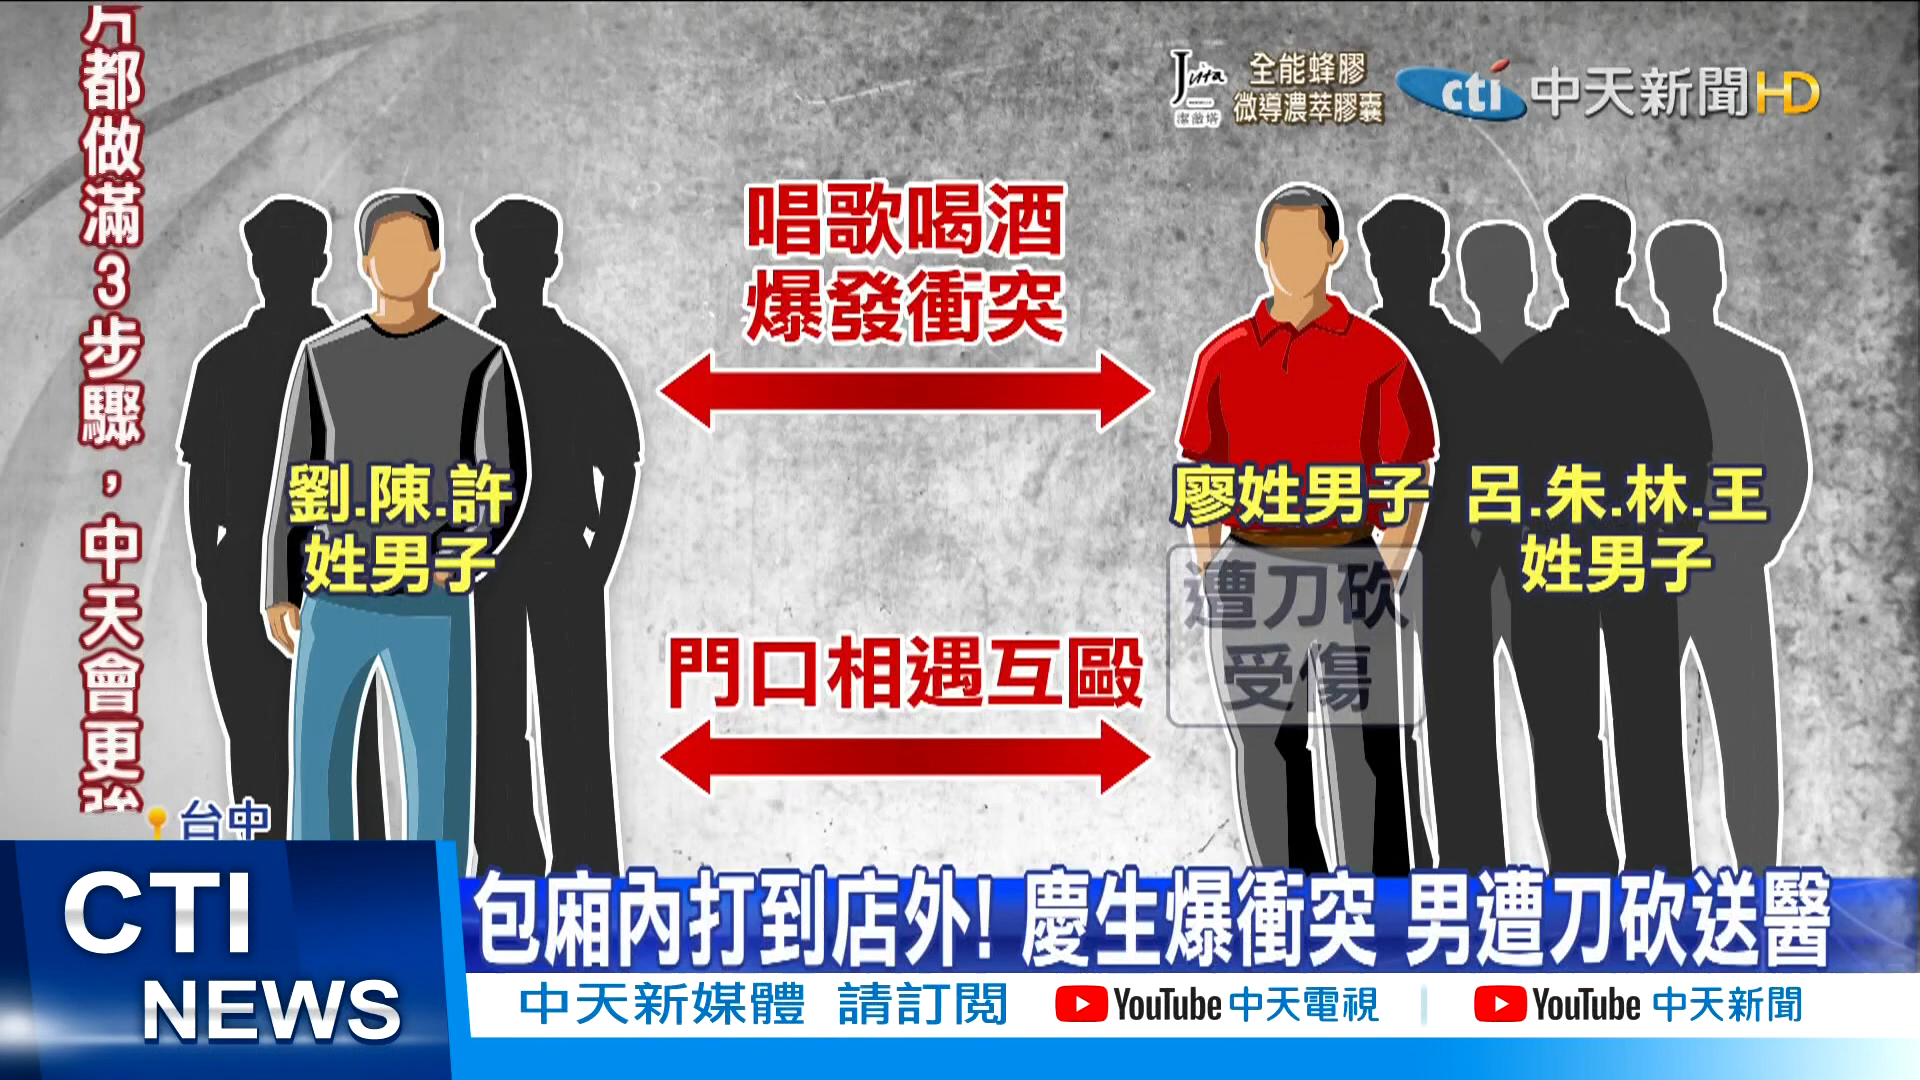 都做滿3步驟，中天會更強
Jvita
潔微塔
全能蜂膠
微導濃萃膠囊
cti 中天新聞HD
唱歌喝酒
爆發衝突
劉.陳.許
姓男子
廖姓男子
呂.朱.林.王
姓男子
遭刀砍
受傷
門口相遇互毆
台中
CTI
NEWS
包廂內打到店外! 慶生爆衝突 男遭刀砍送醫
中天新媒體 請訂閱 YouTube 中天電視 | YouTube 中天新聞